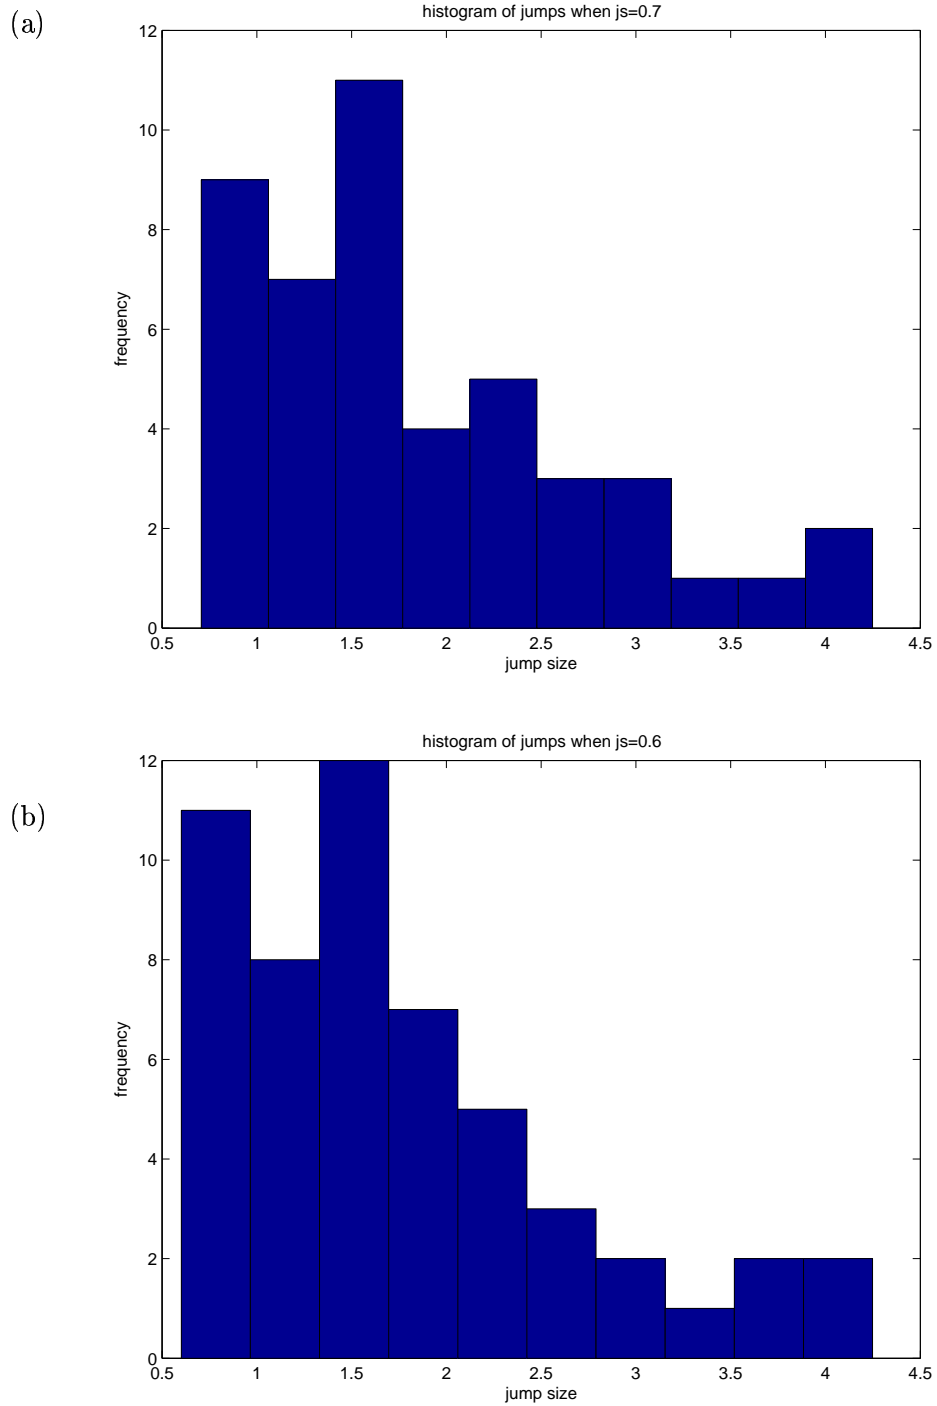 (a)
histogram of jumps when js=0.7
12
10
8
6
4
2
0
frequency
0.5 1 1.5 2 2.5 3 3.5 4 4.5
jump size
(b)
histogram of jumps when js=0.6
12
10
8
6
4
2
0
frequency
0.5 1 1.5 2 2.5 3 3.5 4 4.5
jump size